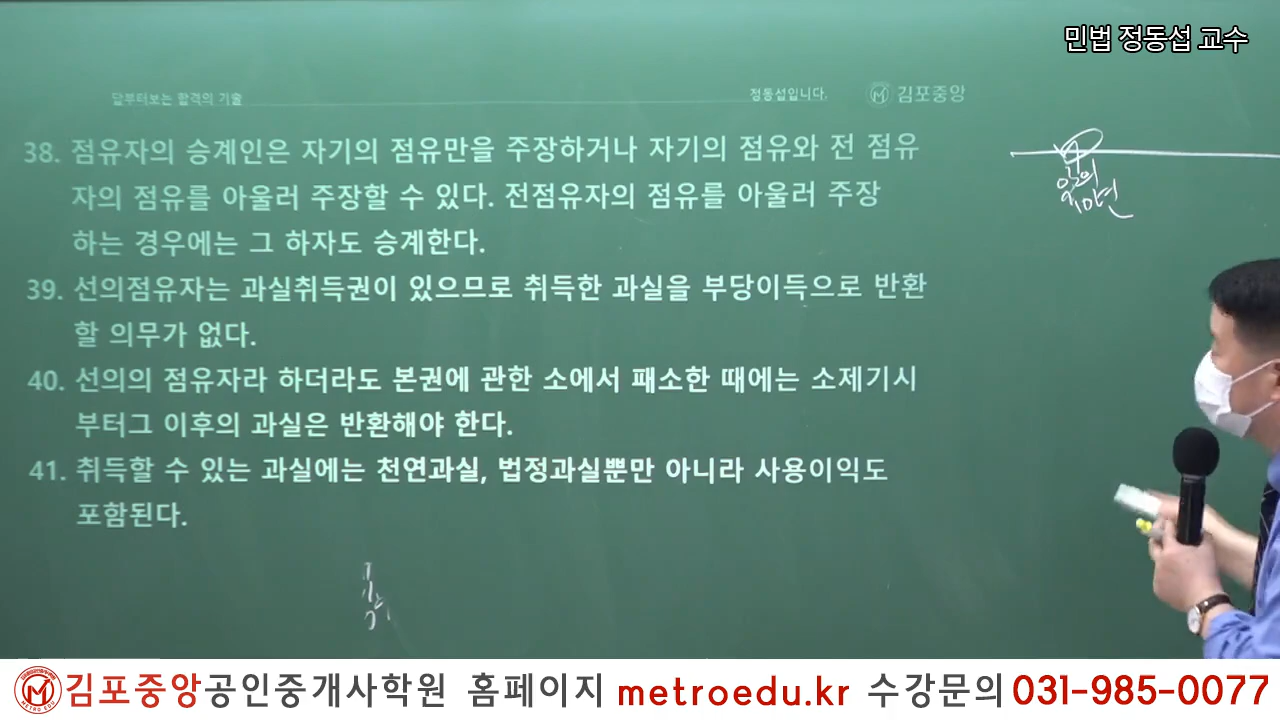 민법 정동섭 교수
답부터보는 합격의 기술
정동섭입니다.
김포중앙
38. 점유자의 승계인은 자기의 점유만을 주장하거나 자기의 점유와 전 점유
자의 점유를 아울러 주장할 수 있다. 전점유자의 점유를 아울러 주장
하는 경우에는 그 하자도 승계한다.
39. 선의점유자는 과실취득권이 있으므로 취득한 과실을 부당이득으로 반환
할 의무가 없다.
40. 선의의 점유자라 하더라도 본권에 관한 소에서 패소한 때에는 소제기시
부터그 이후의 과실은 반환해야 한다.
41. 취득할 수 있는 과실에는 천연과실, 법정과실뿐만 아니라 사용이익도
포함된다.
METRO EDU
김포중앙공인중개사학원 홈페이지 metroedu.kr 수강문의 031-985-0077